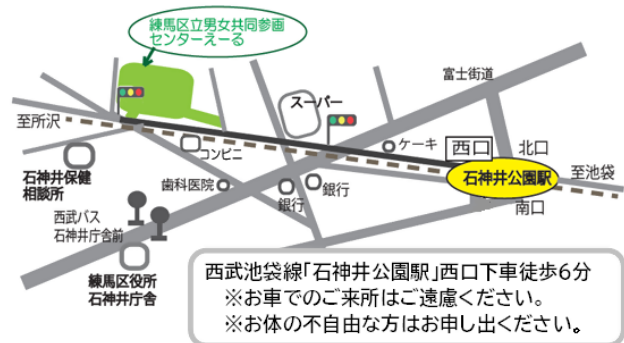 練馬区立男女共同参画
センターえーる
富士街道
スーパー
至所沢
コンビニ
ケーキ
西口
北口
石神井公園駅
至池袋
南口
石神井保健
相談所
歯科医院
銀行
銀行
西武バス
石神井庁舎前
練馬区役所
石神井庁舎
西武池袋線「石神井公園駅」西口下車徒歩6分
※お車でのご来所はご遠慮ください。
※お体の不自由な方はお申し出ください。